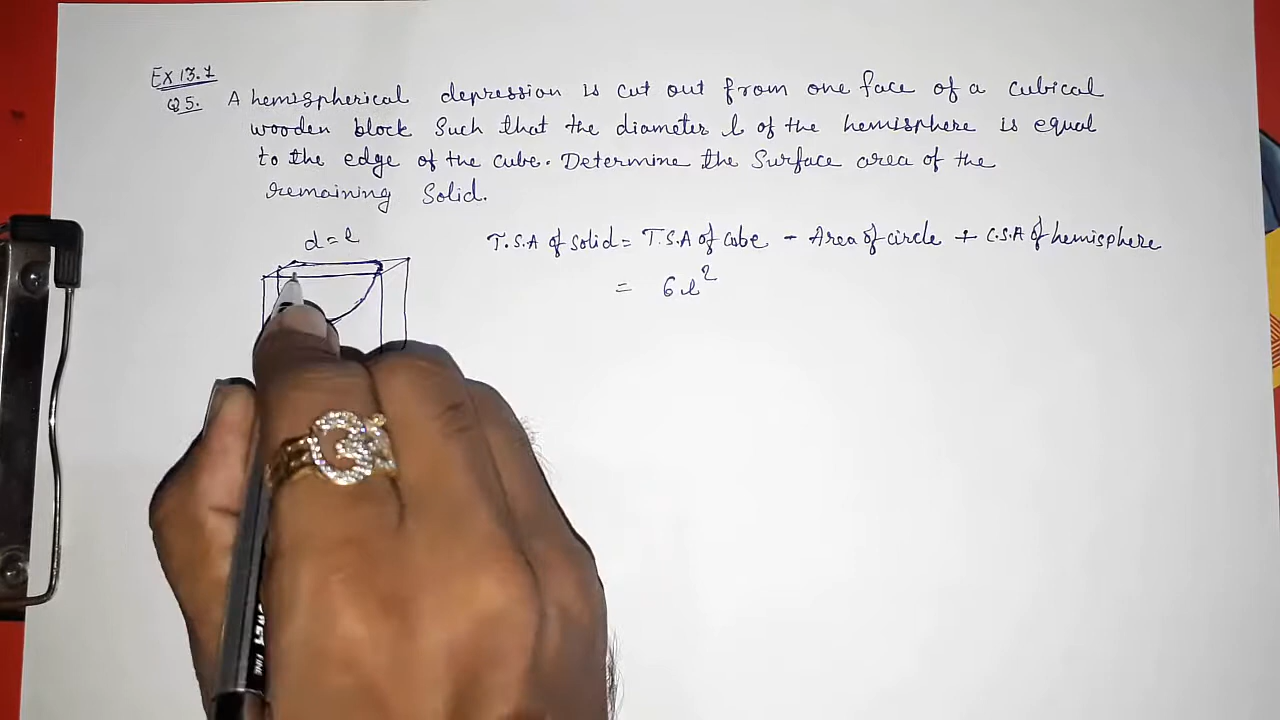 Ex 13.1
Q5. A hemispherical depression is cut out from one face of a cubical
wooden block Such that the diameter l of the hemisphere is equal
to the edge of the cube. Determine the Surface area of the
remaining Solid.
d=l
T.S.A of solid = T.S.A of Cube - Area of circle + C.S.A of hemisphere
= 6l²
FINE